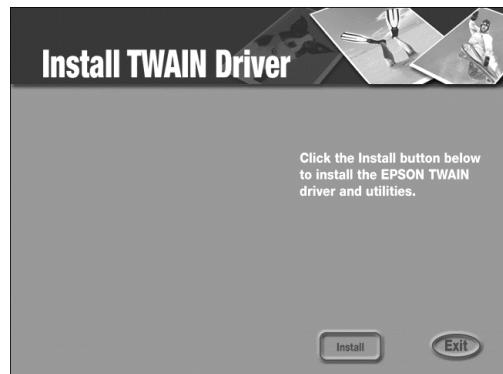 Install TWAIN Driver
Click the Install button below
to install the EPSON TWAIN
driver and utilities.
Install
Exit